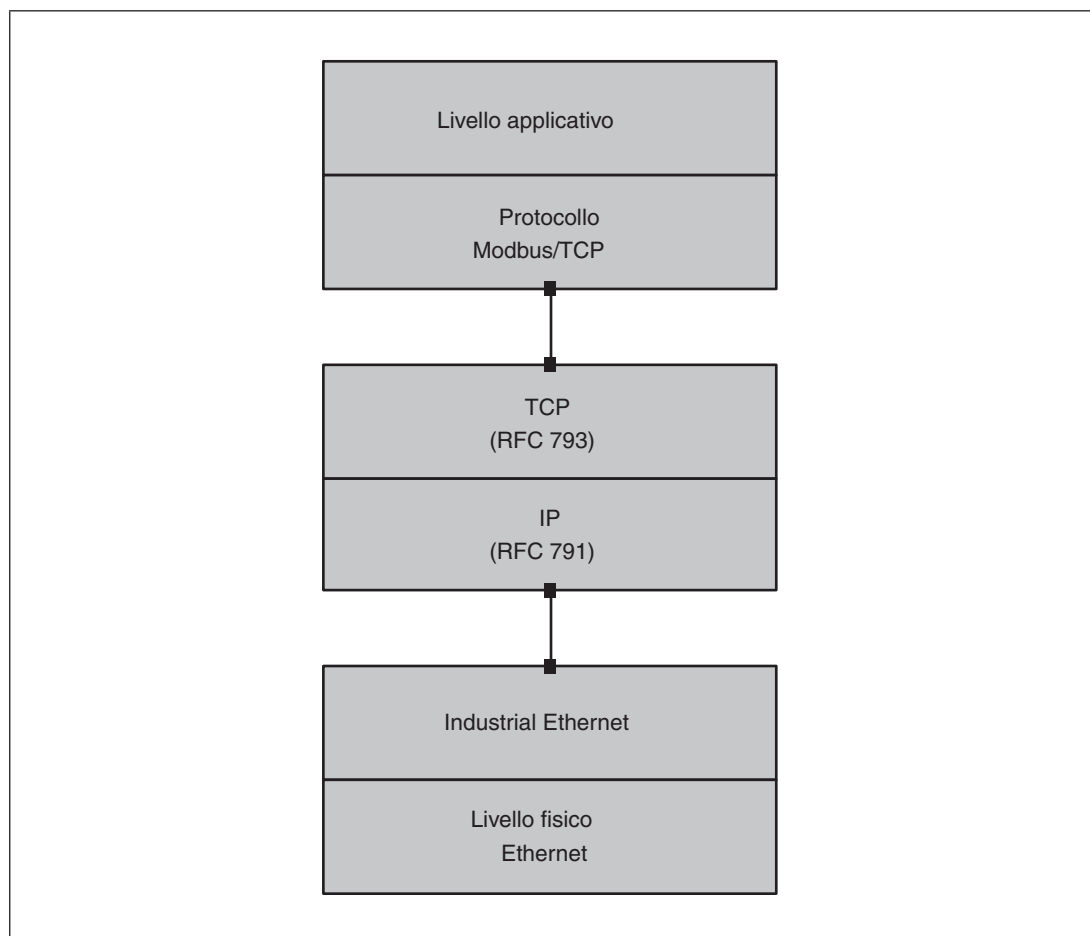 Livello applicativo
Protocollo
Modbus/TCP
TCP
(RFC 793)
IP
(RFC 791)
Industrial Ethernet
Livello fisico
Ethernet